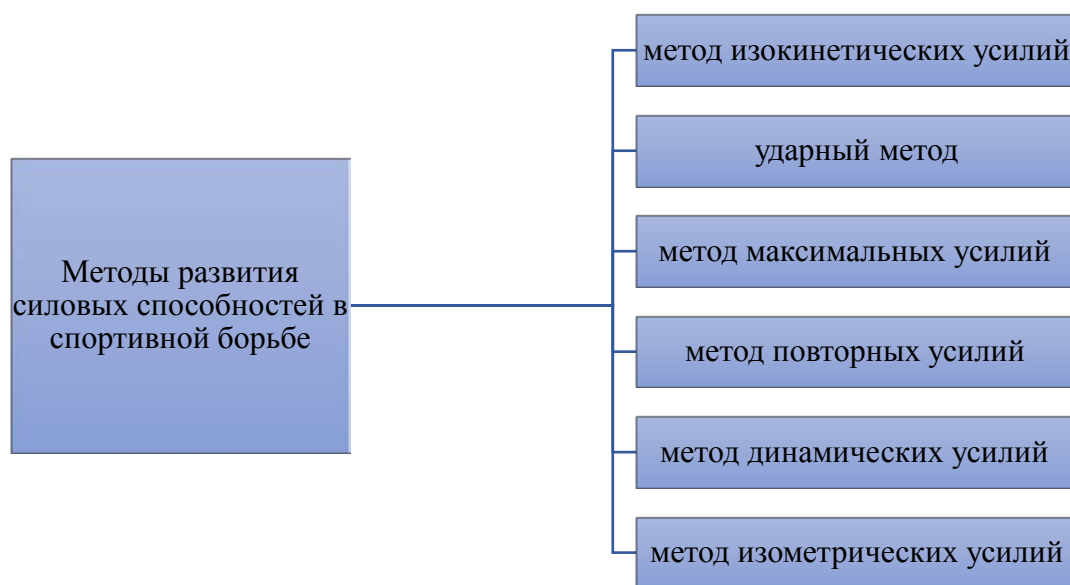 Методы развития
силовых способностей в
спортивной борьбе
метод изокинетических усилий
ударный метод
метод максимальных усилий
метод повторных усилий
метод динамических усилий
метод изометрических усилий